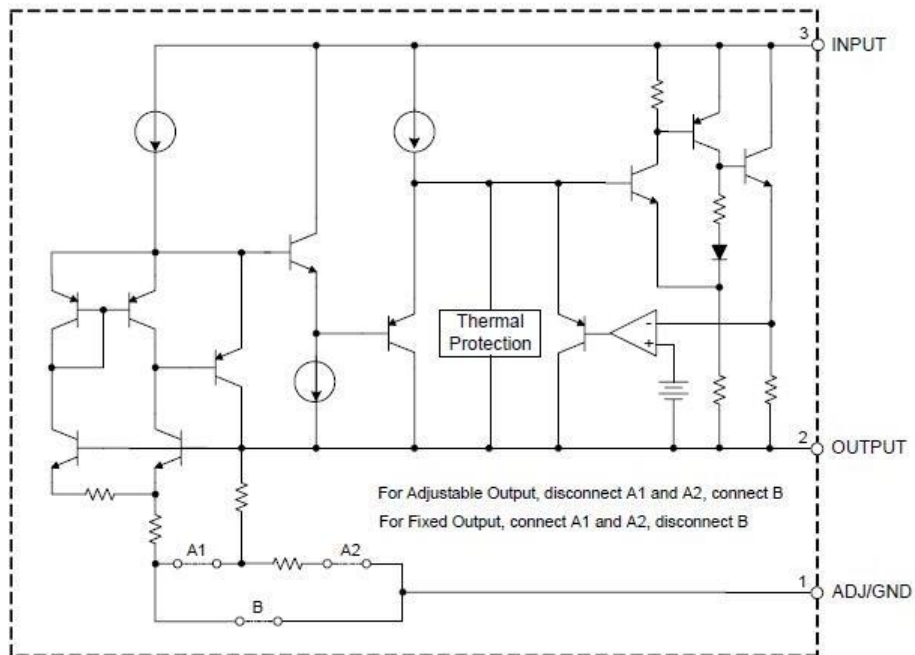 3
INPUT
Thermal
Protection
-
+
2
OUTPUT
For Adjustable Output, disconnect A1 and A2, connect B
For Fixed Output, connect A1 and A2, disconnect B
A1
A2
1
ADJ/GND
B